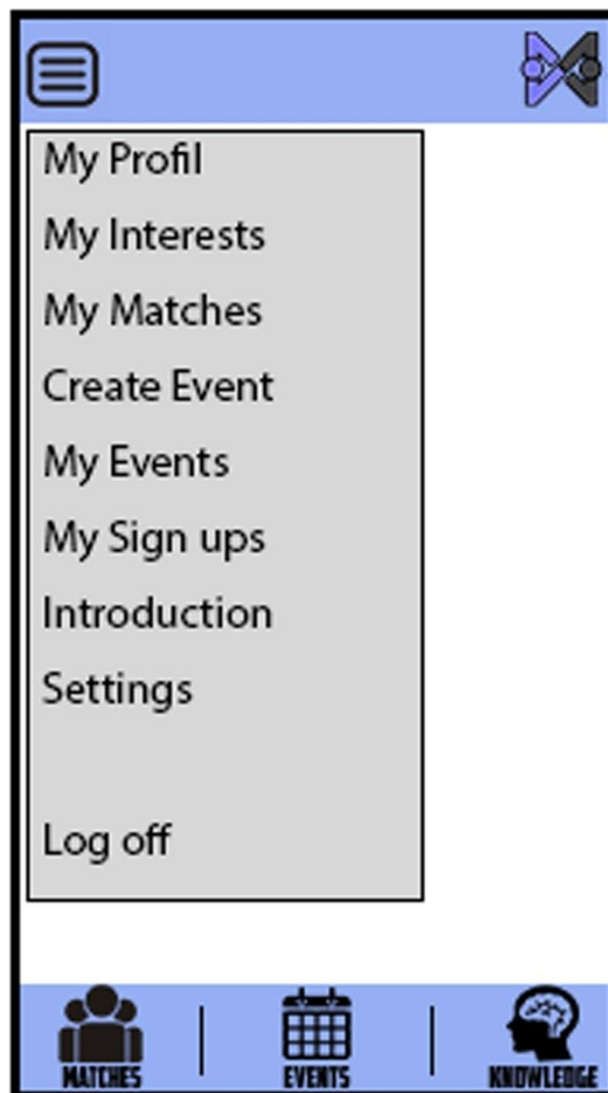 My Profil
My Interests
My Matches
Create Event
My Events
My Sign ups
Introduction
Settings
Log off
MATCHES
EVENTS
KNOWLEDGE